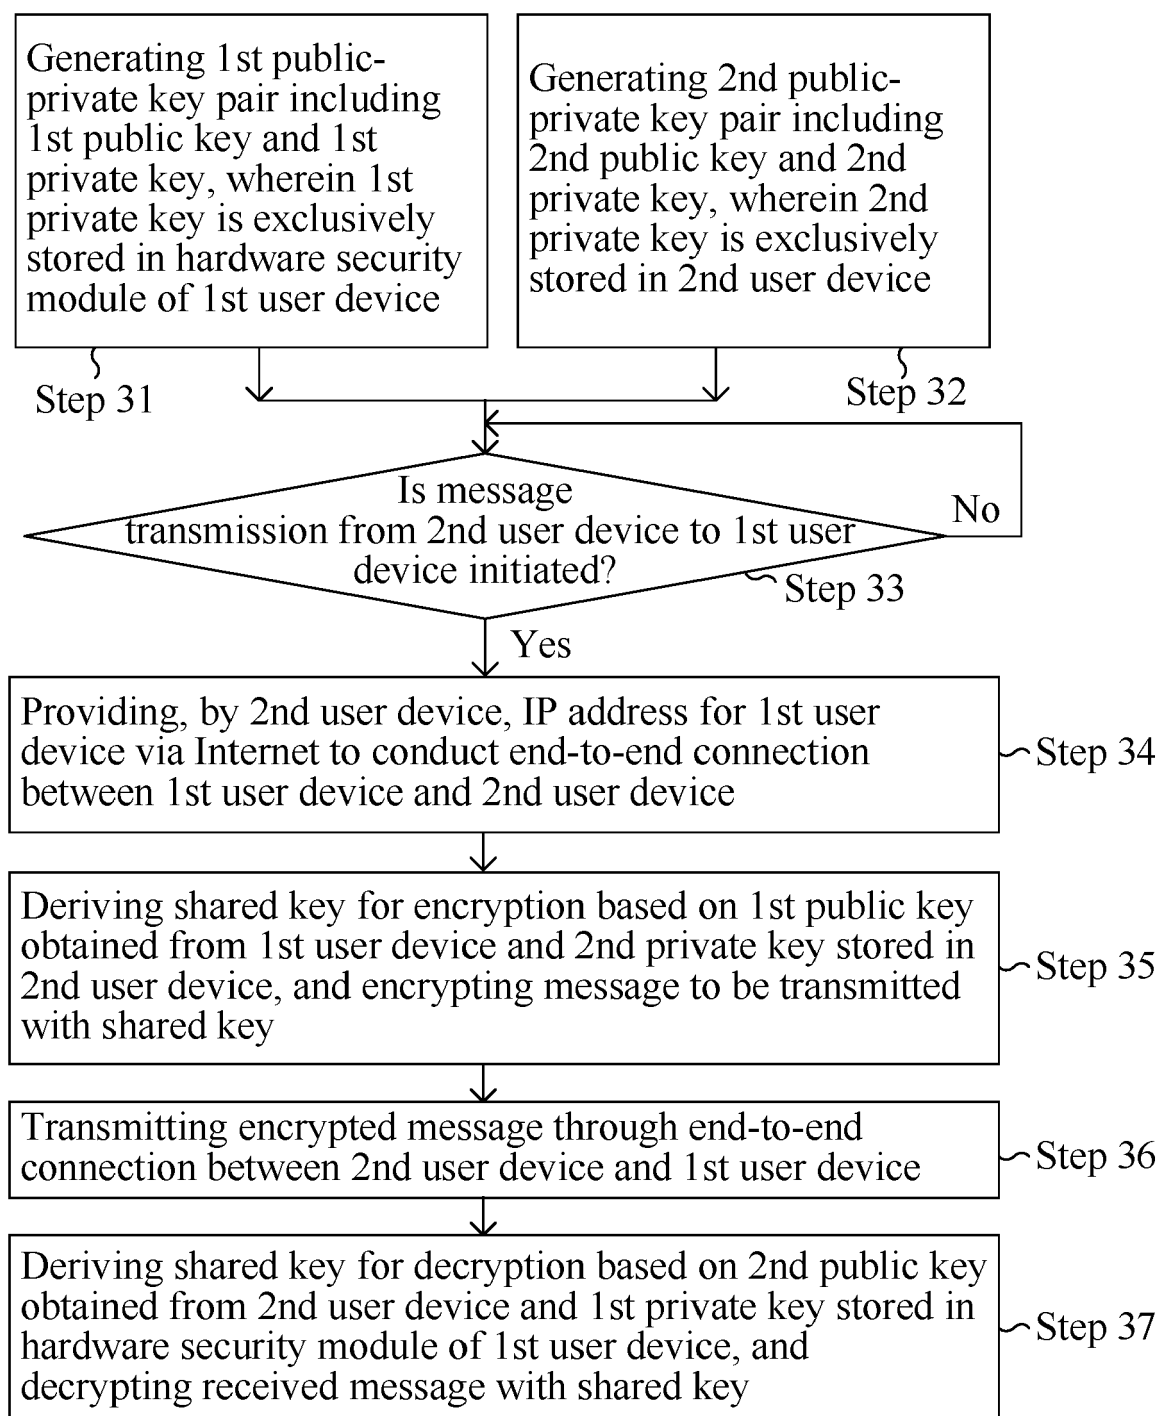 Generating 1st public-
private key pair including
1st public key and 1st
private key, wherein 1st
private key is exclusively
stored in hardware security
module of 1st user device
Step 31
Generating 2nd public-
private key pair including
2nd public key and 2nd
private key, wherein 2nd
private key is exclusively
stored in 2nd user device
Step 32
Is message
transmission from 2nd user device to 1st user
device initiated?
No
Step 33
Yes
Providing, by 2nd user device, IP address for 1st user
device via Internet to conduct end-to-end connection
between 1st user device and 2nd user device
Step 34
Deriving shared key for encryption based on 1st public key
obtained from 1st user device and 2nd private key stored in
2nd user device, and encrypting message to be transmitted
with shared key
Step 35
Transmitting encrypted message through end-to-end
connection between 2nd user device and 1st user device
Step 36
Deriving shared key for decryption based on 2nd public key
obtained from 2nd user device and 1st private key stored in
hardware security module of 1st user device, and
decrypting received message with shared key
Step 37